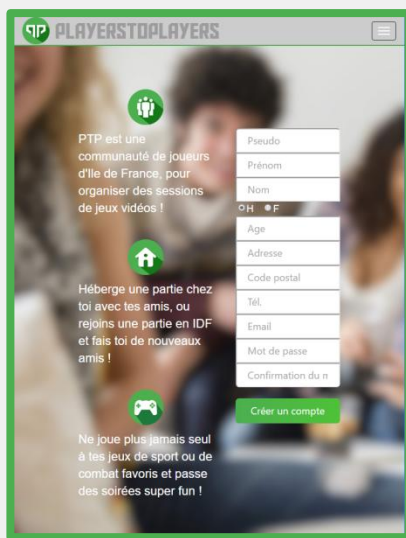 PLAYERSTOPLAYERS
PTP est une
communauté de joueurs
d'Ile de France, pour
organiser des sessions
de jeux vidéos !
Héberge une partie chez
toi avec tes amis, ou
rejoins une partie en IDF
et fais toi de nouveaux
amis !
Ne joue plus jamais seul
à tes jeux de sport ou de
combat favoris et passe
des soirées super fun !
Pseudo
Prénom
Nom
H F
Age
Adresse
Code postal
Tél.
Email
Mot de passe
Confirmation du m
Créer un compte